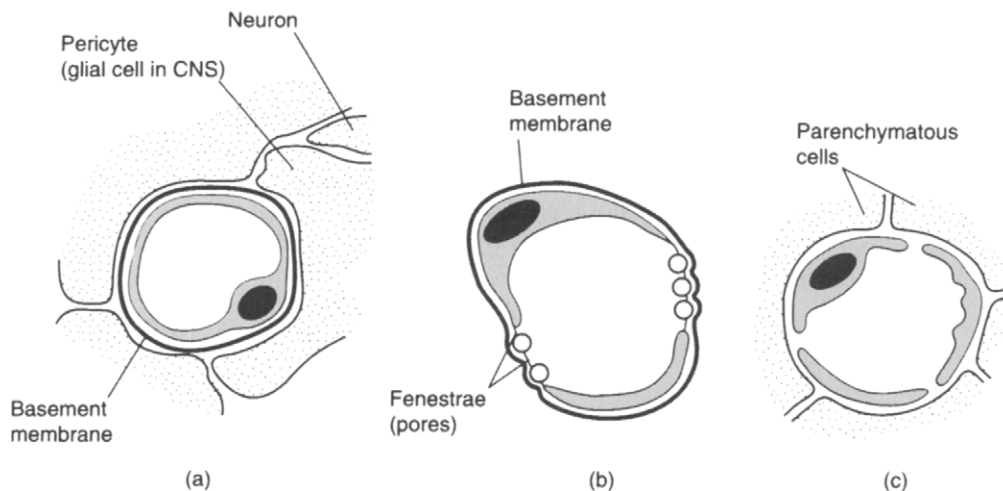 Neuron
Pericyte
(glial cell in CNS)
Basement
membrane
Basement
membrane
Fenestrae
(pores)
Parenchymatous
cells
(a)
(b)
(c)